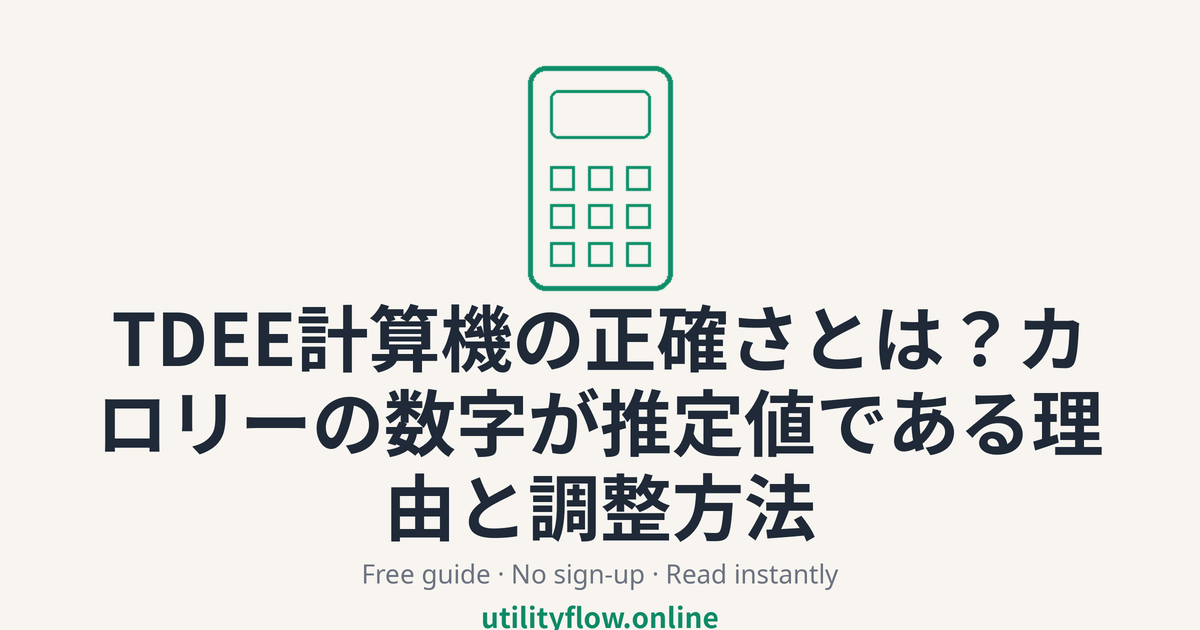 TDEE計算機の正確さとは？カ
ロリーの数字が推定値である理
由と調整方法
Free guide · No sign-up · Read instantly
utilityflow.online